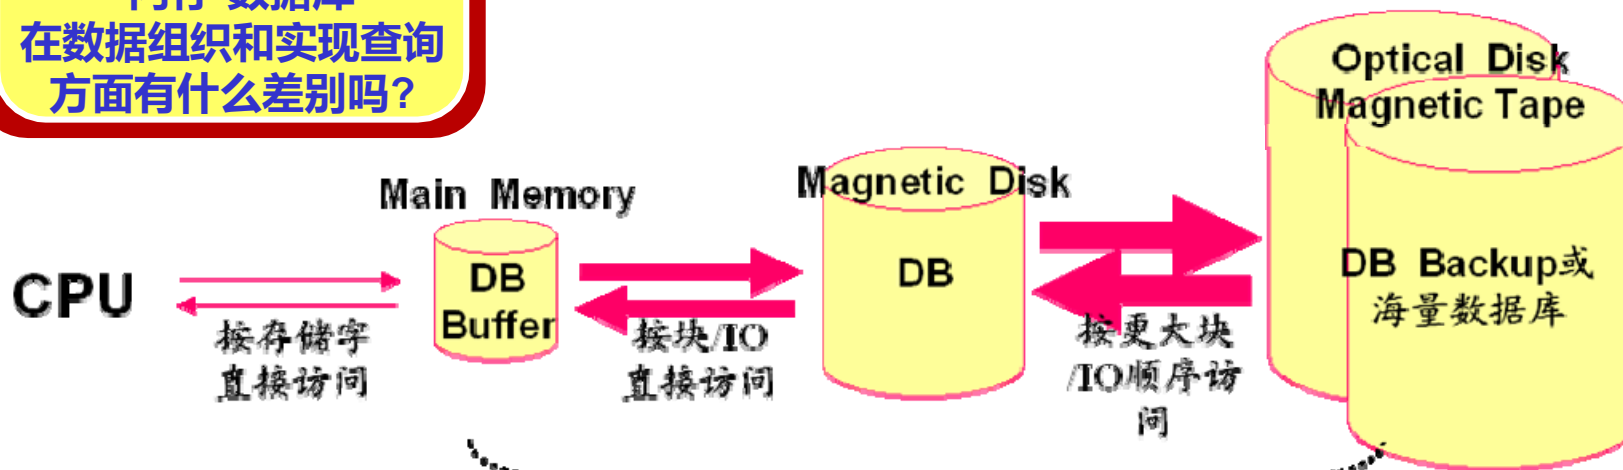 在数据组织和实现查询
方面有什么差别吗?
Optical Disk
Magnetic Tape
Main Memory
Magnetic Disk
CPU
DB
Buffer
DB
DB Backup或
海量数据库
按存储字
直接访问
按块/IO
直接访问
按更大块
/IO顺序访
问